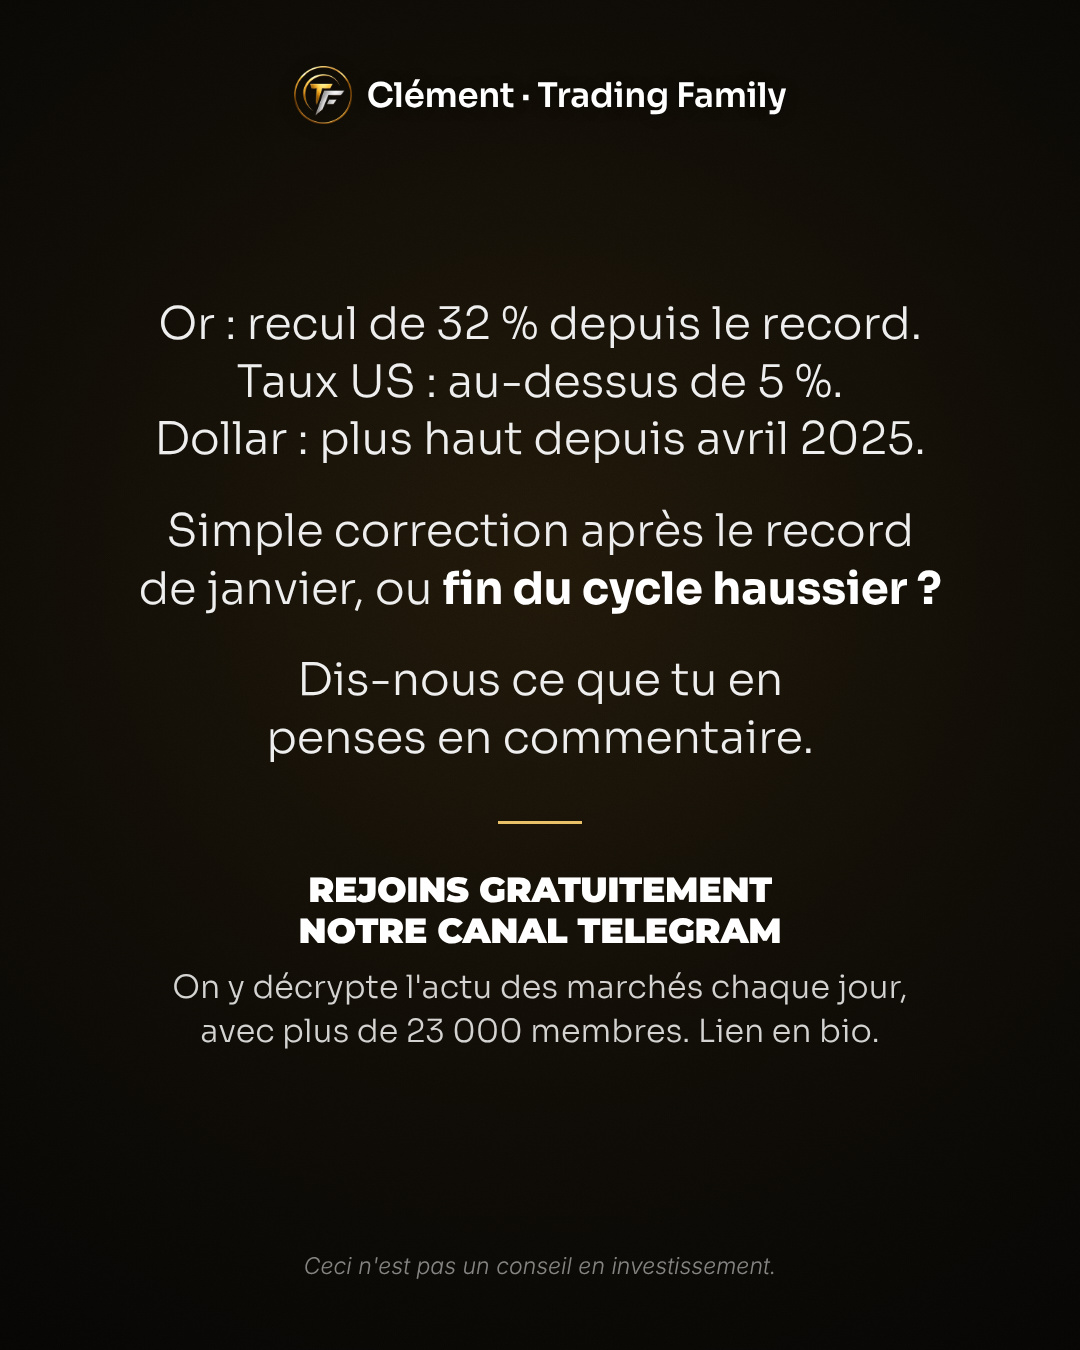 TF
Clément · Trading Family
Or : recul de 32 % depuis le record.
Taux US : au-dessus de 5 %.
Dollar : plus haut depuis avril 2025.
Simple correction après le record
de janvier, ou fin du cycle haussier ?
Dis-nous ce que tu en
penses en commentaire.
REJOINS GRATUITEMENT
NOTRE CANAL TELEGRAM
On y décrypte l'actu des marchés chaque jour,
avec plus de 23 000 membres. Lien en bio.
Ceci n'est pas un conseil en investissement.